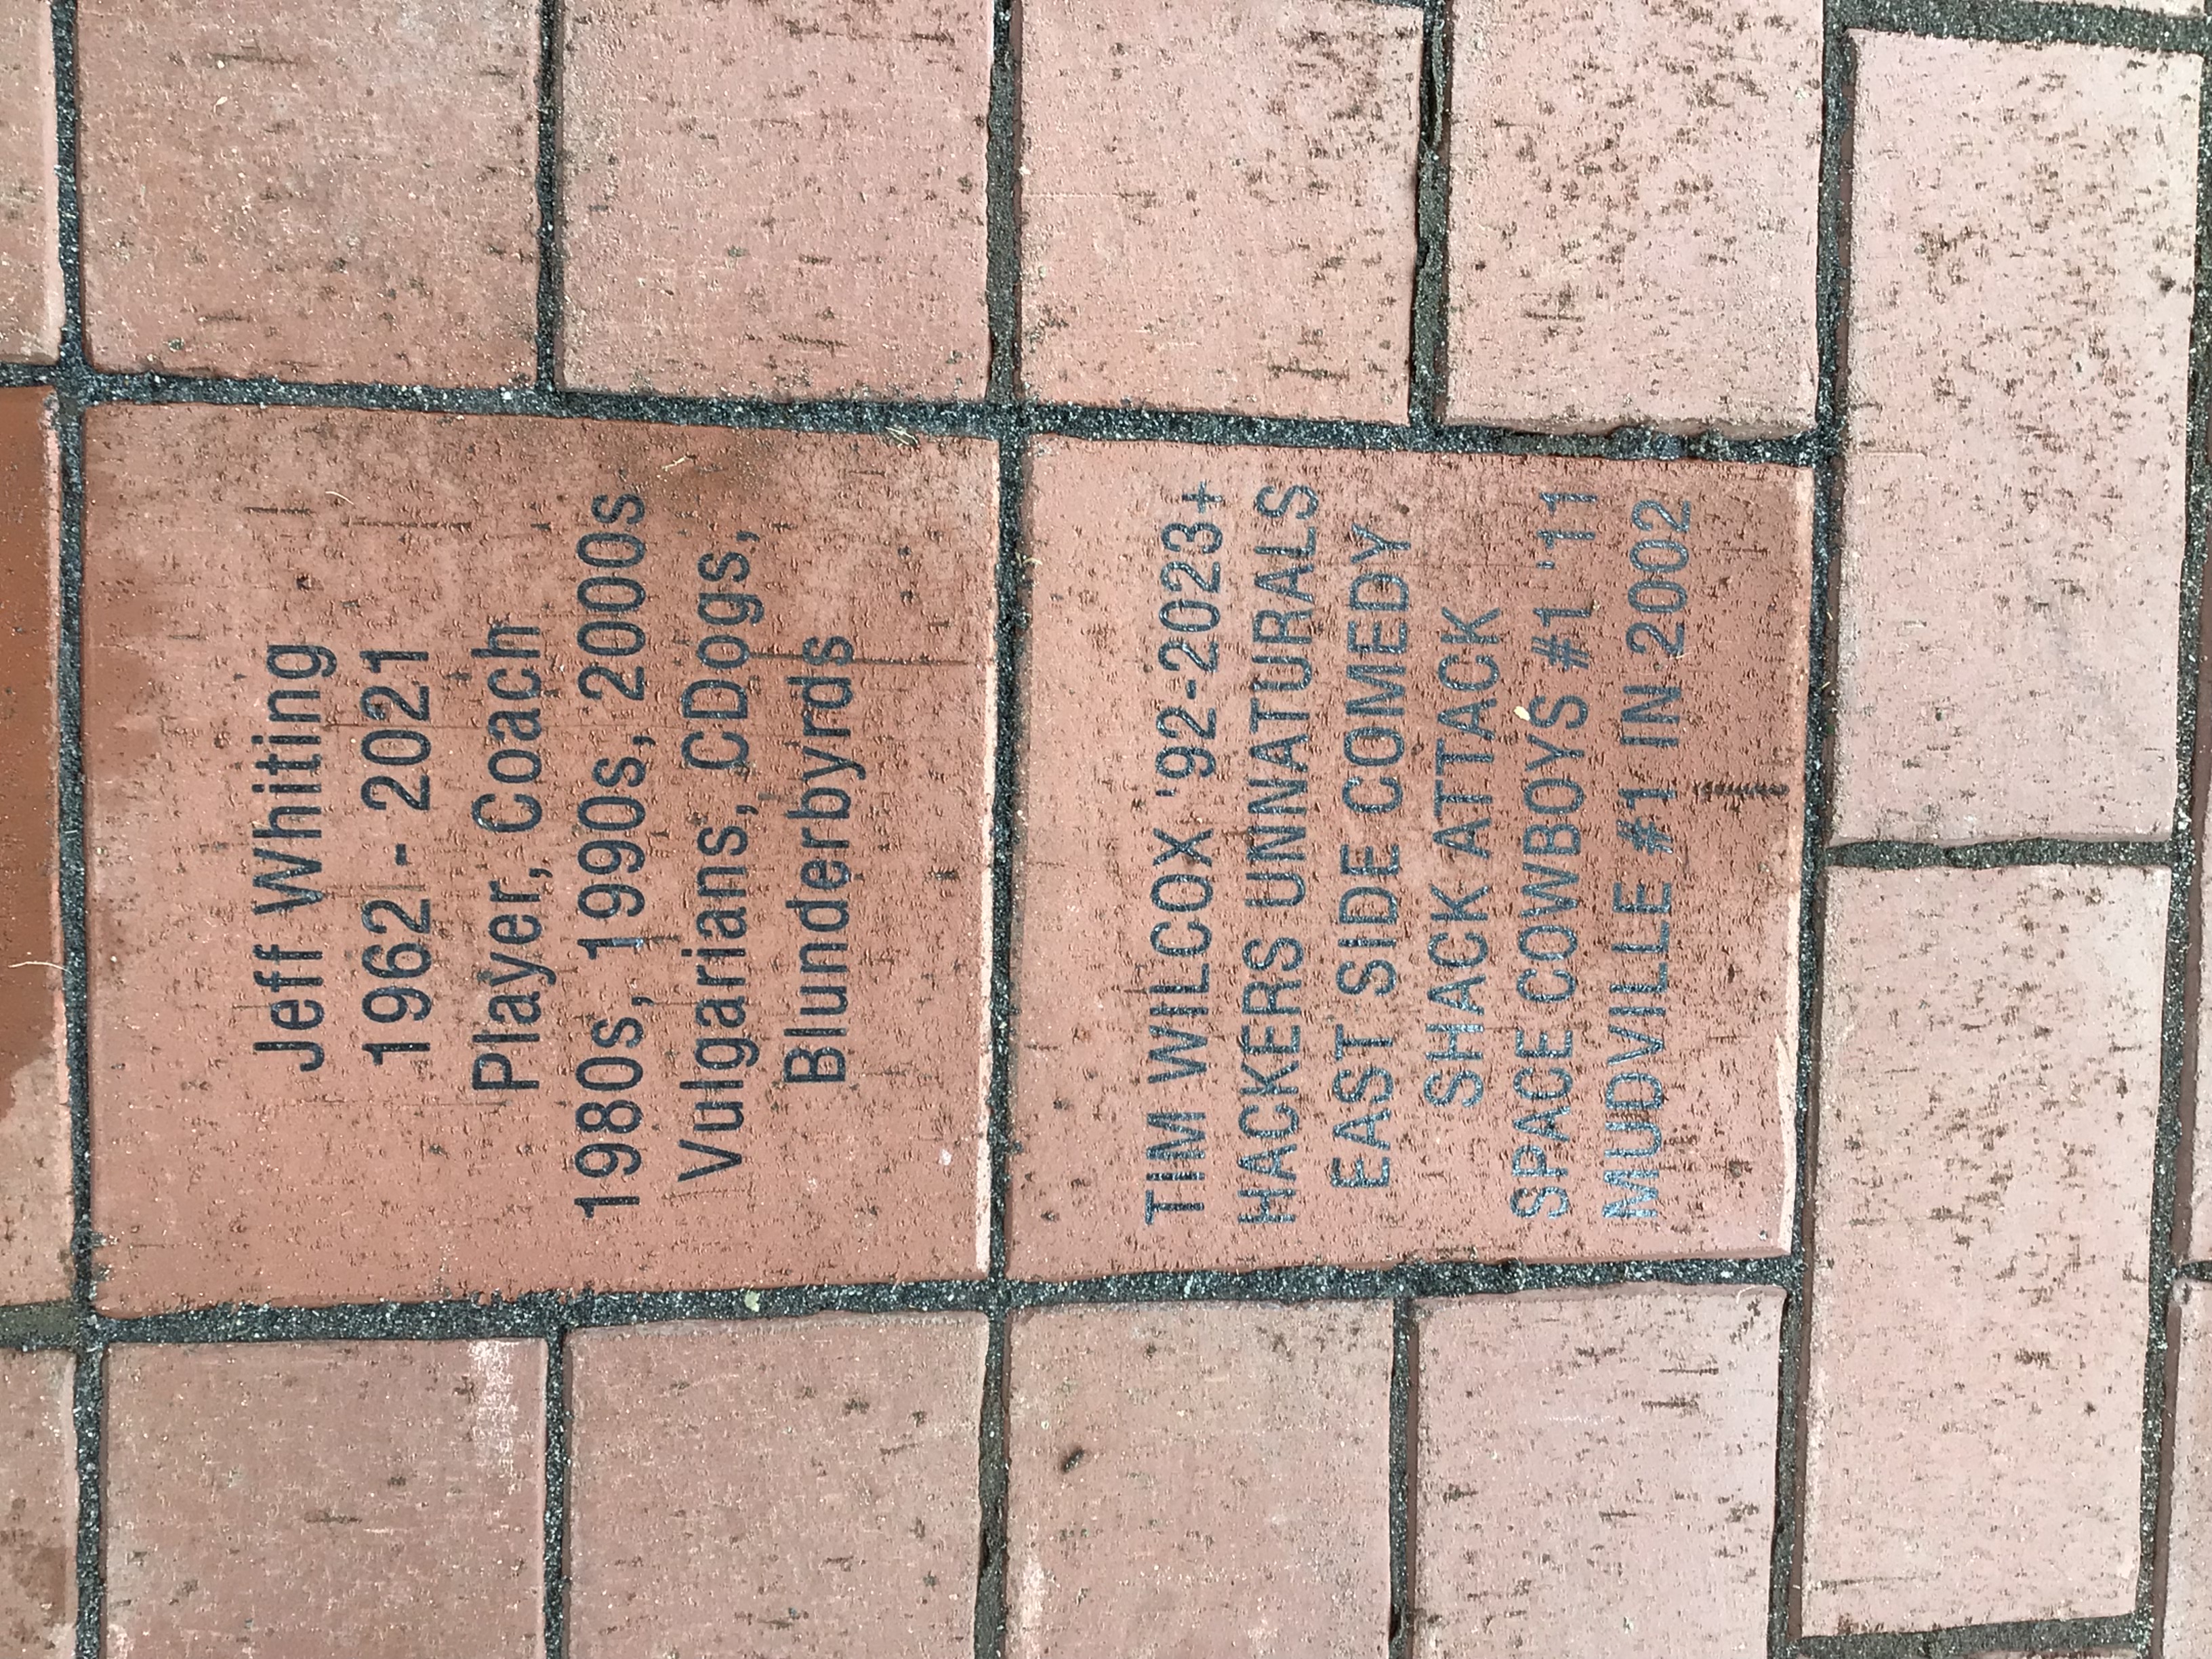 Jeff Whiting
1962 - 2021
Player, Coach
1980s, 1990s, 2000s
Vulgarians, CDogs,
Blunderbyrds
TIM WILCOX '92-2023+
HACKERS UNNATURALS
EAST SIDE COMEDY
SHACK ATTACK
SPACE COWBOYS #1 '11
MUDVILLE #1 IN 2002